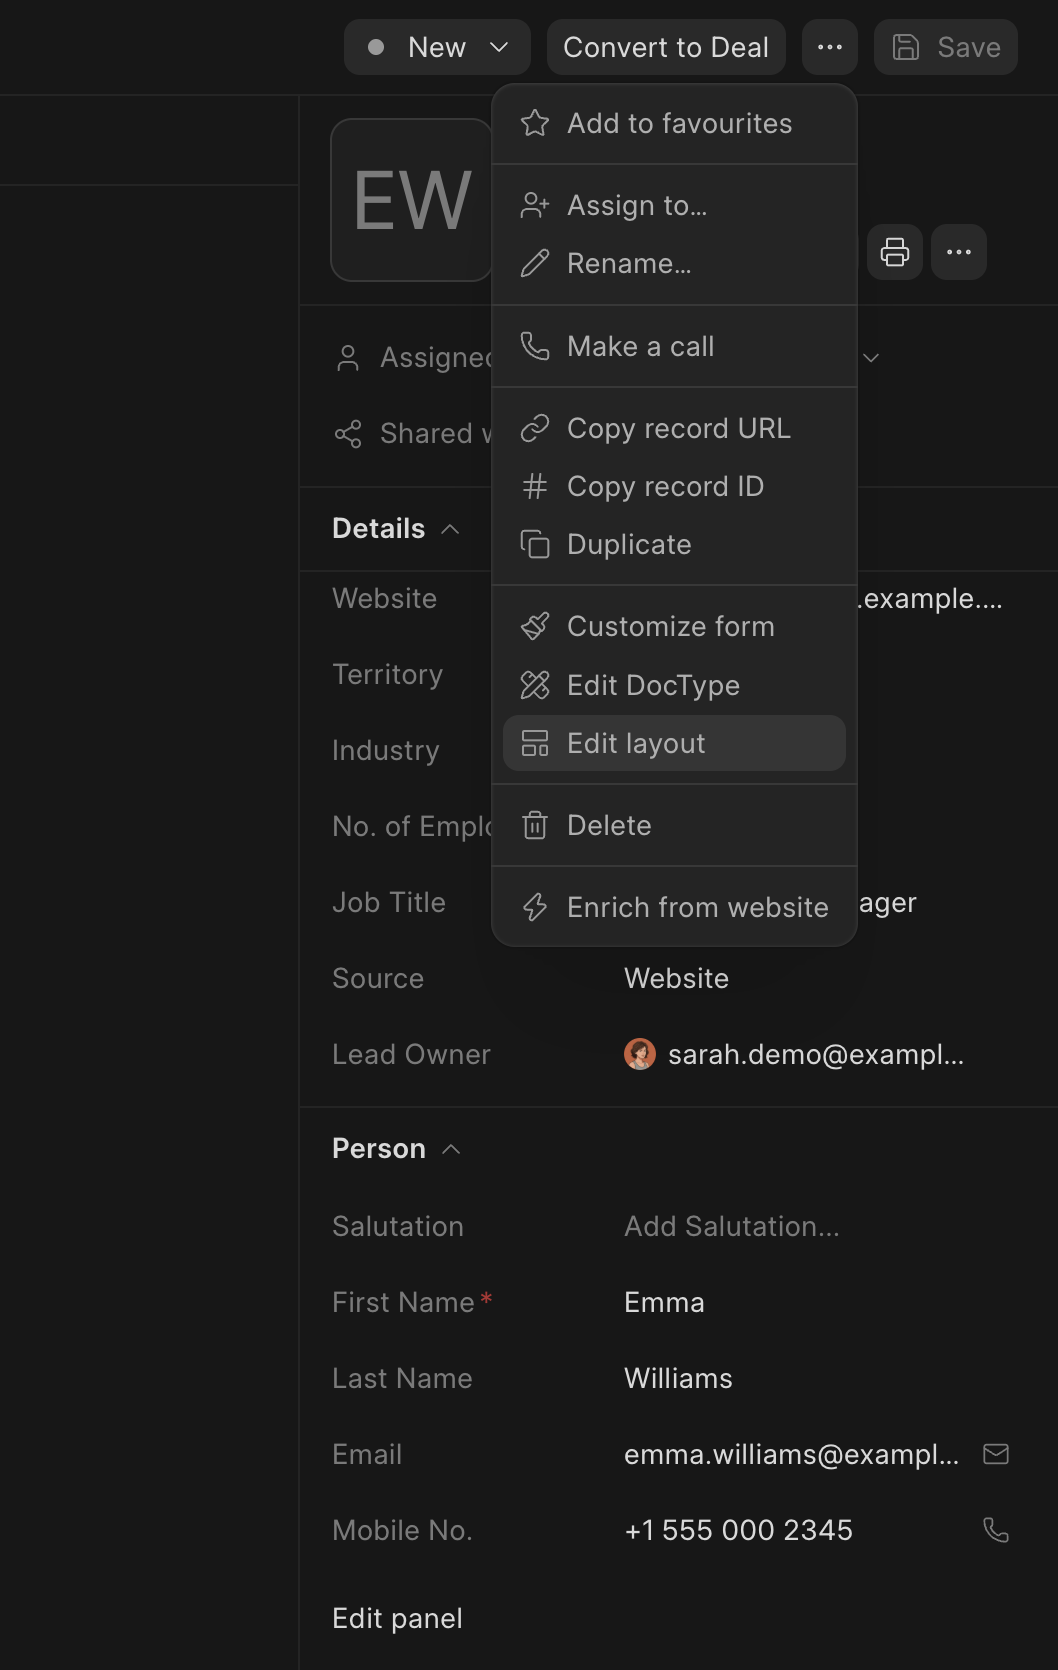 New
Convert to Deal
Save
EW
Add to favourites
Assign to...
Rename...
Make a call
Copy record URL
Copy record ID
Duplicate
Customize form
Edit DocType
Edit layout
Delete
Enrich from website
Assigned
Shared
Details
Website .example....
Territory
Industry
No. of
Job Title
Source Website
Lead Owner sarah.demo@exampl...
Person
Salutation Add Salutation...
First Name * Emma
Last Name Williams
Email emma.williams@exampl...
Mobile No. +1 555 000 2345
Edit panel